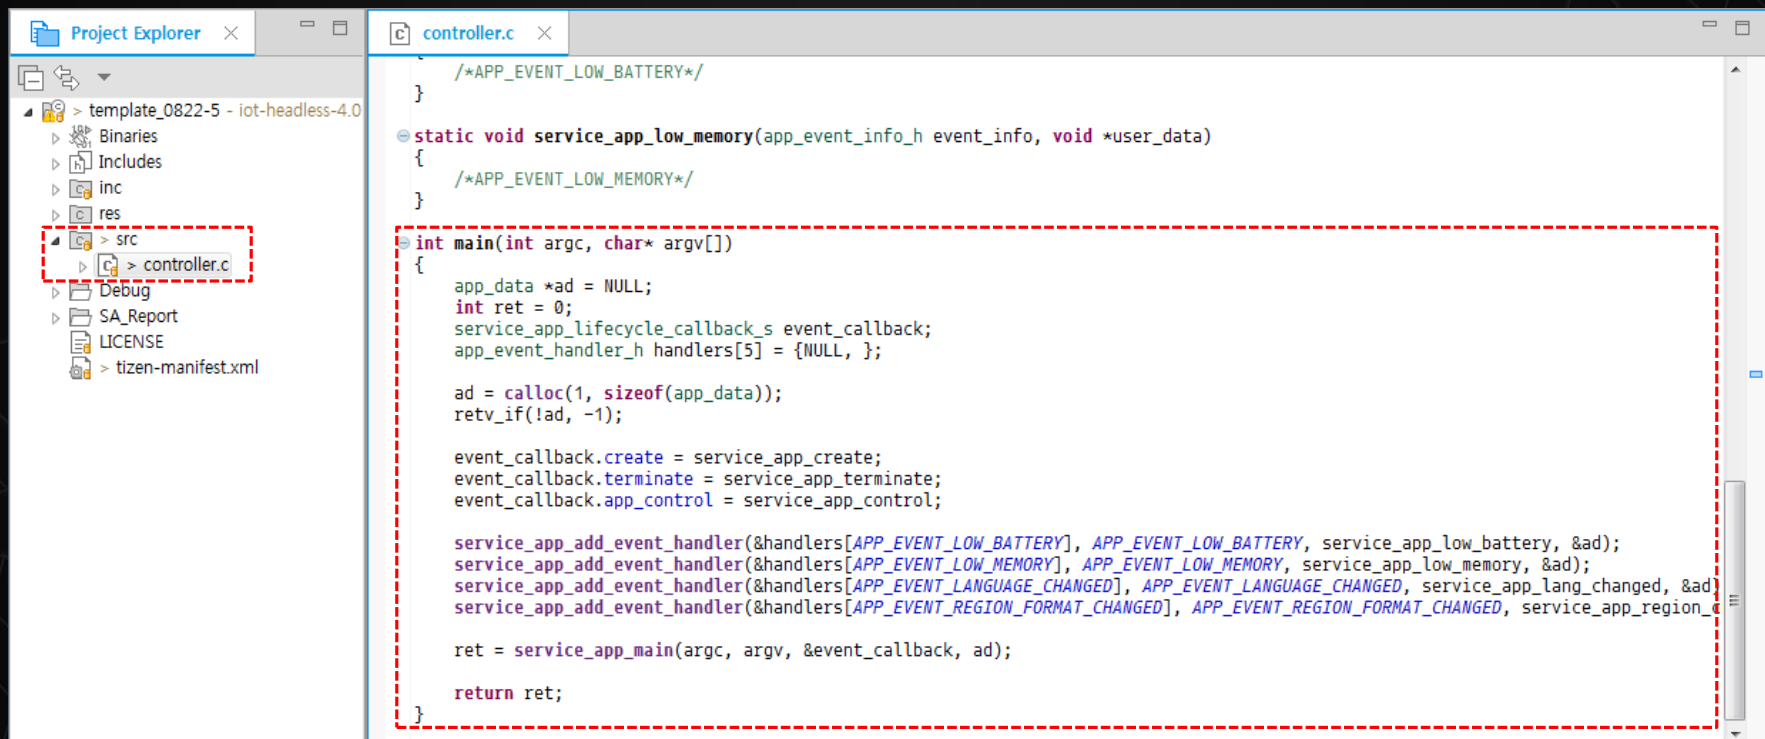 Project Explorer
template_0822-5 - iot-headless-4.0
Binaries
Includes
inc
res
> src
> controller.c
Debug
SA_Report
LICENSE
> tizen-manifest.xml
controller.c
{
/*APP_EVENT_LOW_BATTERY*/
}
static void service_app_low_memory(app_event_info_h event_info, void *user_data)
{
/*APP_EVENT_LOW_MEMORY*/
}
int main(int argc, char* argv[])
{
app_data *ad = NULL;
int ret = 0;
service_app_lifecycle_callback_s event_callback;
app_event_handler_h handlers[5] = {NULL, };
ad = calloc(1, sizeof(app_data));
retv_if(!ad, -1);
event_callback.create = service_app_create;
event_callback.terminate = service_app_terminate;
event_callback.app_control = service_app_control;
service_app_add_event_handler(&handlers[APP_EVENT_LOW_BATTERY], APP_EVENT_LOW_BATTERY, service_app_low_battery, &ad);
service_app_add_event_handler(&handlers[APP_EVENT_LOW_MEMORY], APP_EVENT_LOW_MEMORY, service_app_low_memory, &ad);
service_app_add_event_handler(&handlers[APP_EVENT_LANGUAGE_CHANGED], APP_EVENT_LANGUAGE_CHANGED, service_app_lang_changed, &ad)
service_app_add_event_handler(&handlers[APP_EVENT_REGION_FORMAT_CHANGED], APP_EVENT_REGION_FORMAT_CHANGED, service_app_region_c
ret = service_app_main(argc, argv, &event_callback, ad);
return ret;
}